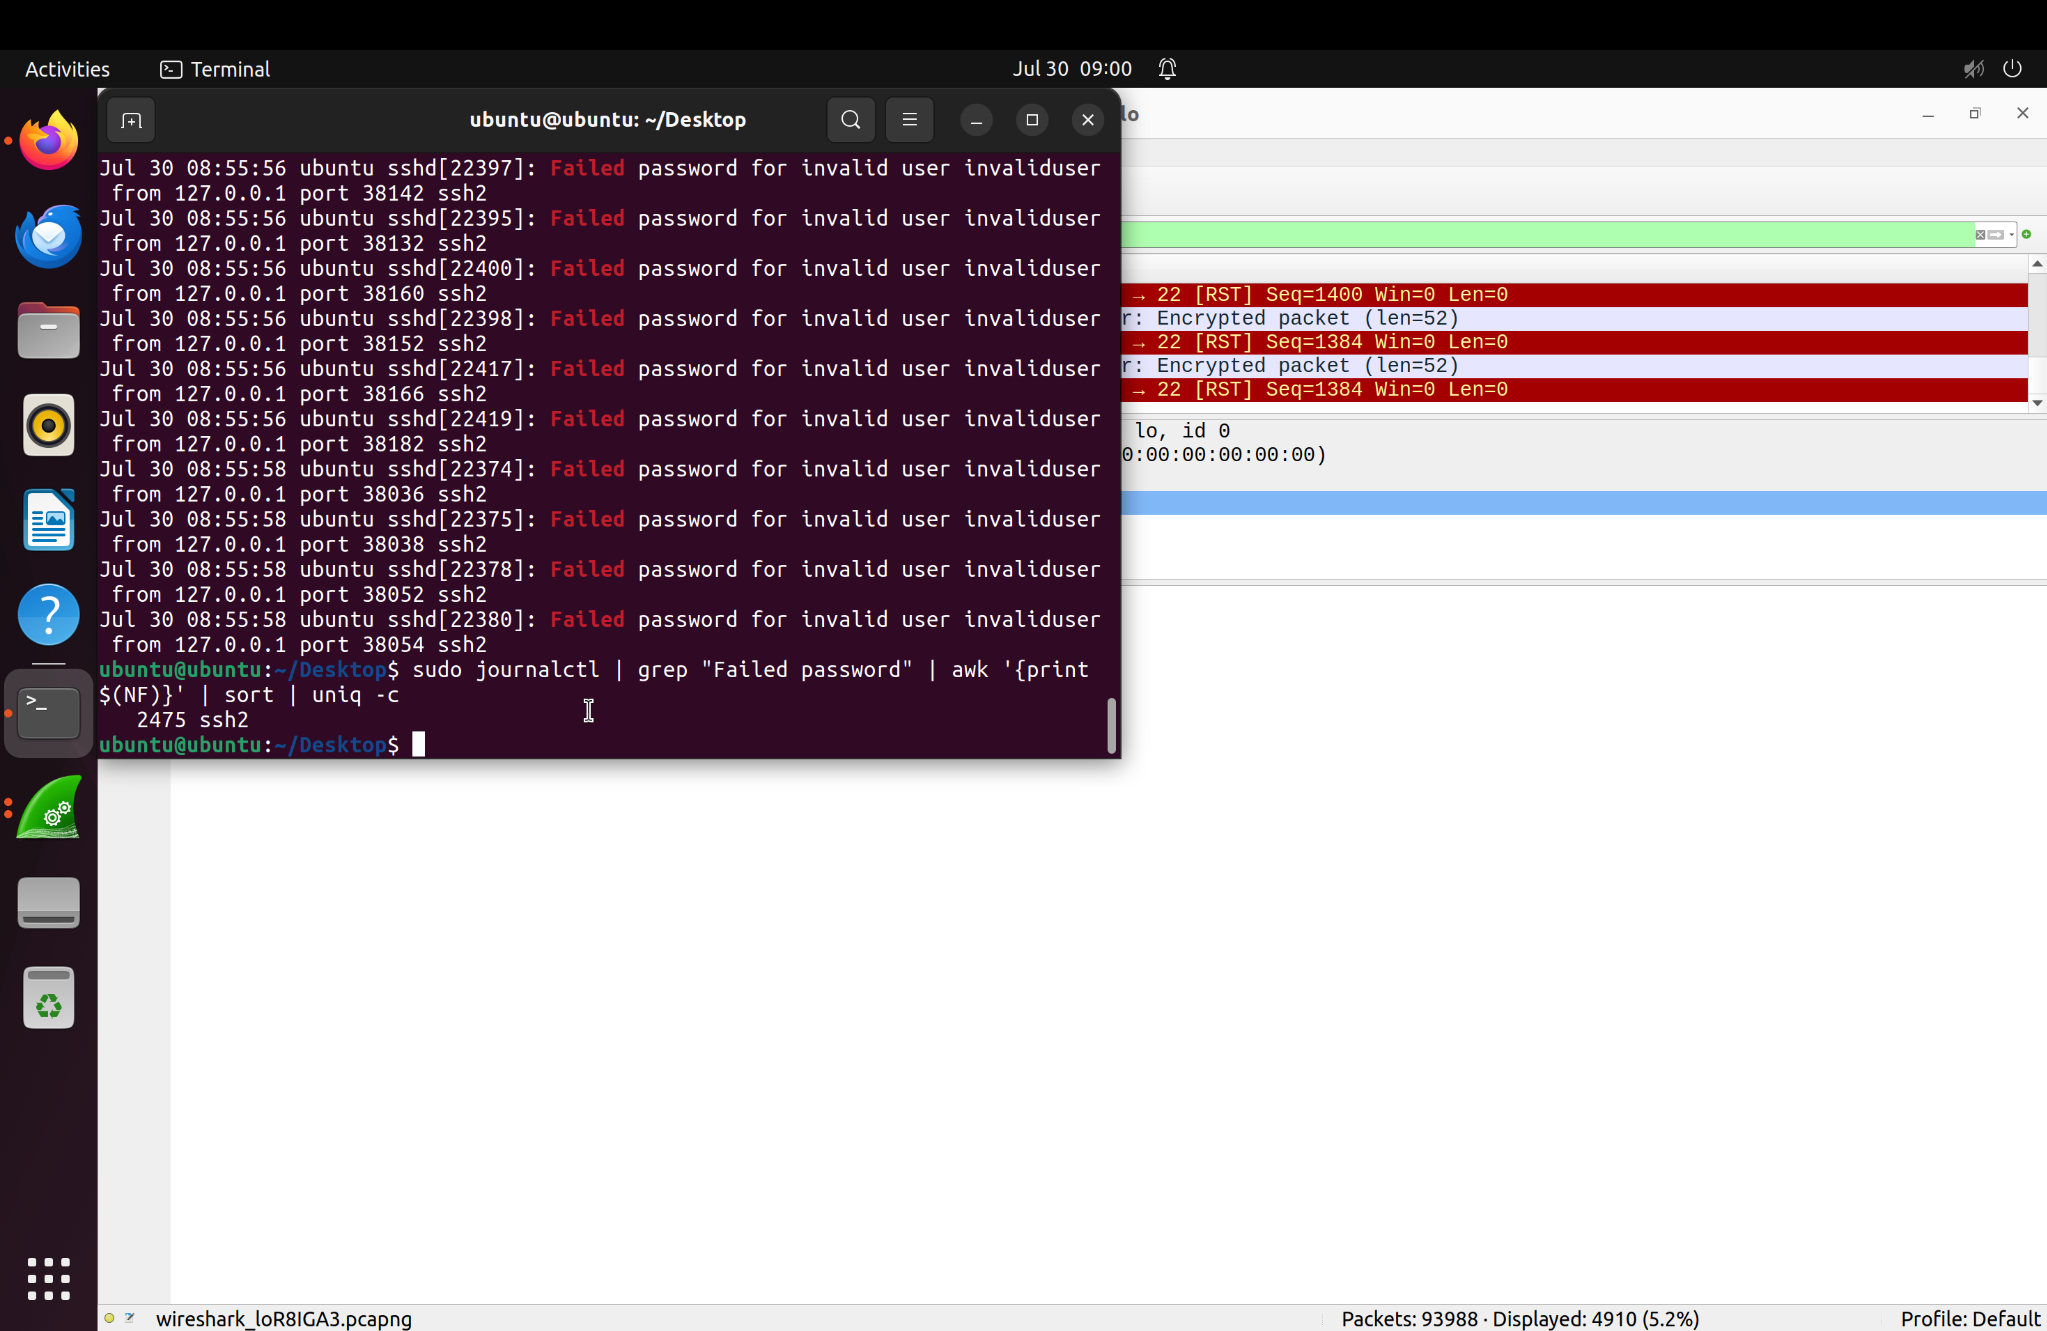 Activities
Terminal
Jul 30 09:00
ubuntu@ubuntu: ~/Desktop
lo
Jul 30 08:55:56 ubuntu sshd[22397]: Failed password for invalid user invaliduser
from 127.0.0.1 port 38142 ssh2
Jul 30 08:55:56 ubuntu sshd[22395]: Failed password for invalid user invaliduser
from 127.0.0.1 port 38132 ssh2
Jul 30 08:55:56 ubuntu sshd[22400]: Failed password for invalid user invaliduser
from 127.0.0.1 port 38160 ssh2
Jul 30 08:55:56 ubuntu sshd[22398]: Failed password for invalid user invaliduser
from 127.0.0.1 port 38152 ssh2
Jul 30 08:55:56 ubuntu sshd[22417]: Failed password for invalid user invaliduser
from 127.0.0.1 port 38166 ssh2
Jul 30 08:55:56 ubuntu sshd[22419]: Failed password for invalid user invaliduser
from 127.0.0.1 port 38182 ssh2
Jul 30 08:55:58 ubuntu sshd[22374]: Failed password for invalid user invaliduser
from 127.0.0.1 port 38036 ssh2
Jul 30 08:55:58 ubuntu sshd[22375]: Failed password for invalid user invaliduser
from 127.0.0.1 port 38038 ssh2
Jul 30 08:55:58 ubuntu sshd[22378]: Failed password for invalid user invaliduser
from 127.0.0.1 port 38052 ssh2
Jul 30 08:55:58 ubuntu sshd[22380]: Failed password for invalid user invaliduser
from 127.0.0.1 port 38054 ssh2
ubuntu@ubuntu:~/Desktop$ sudo journalctl | grep "Failed password" | awk '{print
$(NF)}' | sort | uniq -c
2475 ssh2
ubuntu@ubuntu:~/Desktop$
→ 22 [RST] Seq=1400 Win=0 Len=0
r: Encrypted packet (len=52)
→ 22 [RST] Seq=1384 Win=0 Len=0
r: Encrypted packet (len=52)
→ 22 [RST] Seq=1384 Win=0 Len=0
lo, id 0
0:00:00:00:00:00)
wireshark_loR8IGA3.pcapng
Packets: 93988 · Displayed: 4910 (5.2%)
Profile: Default